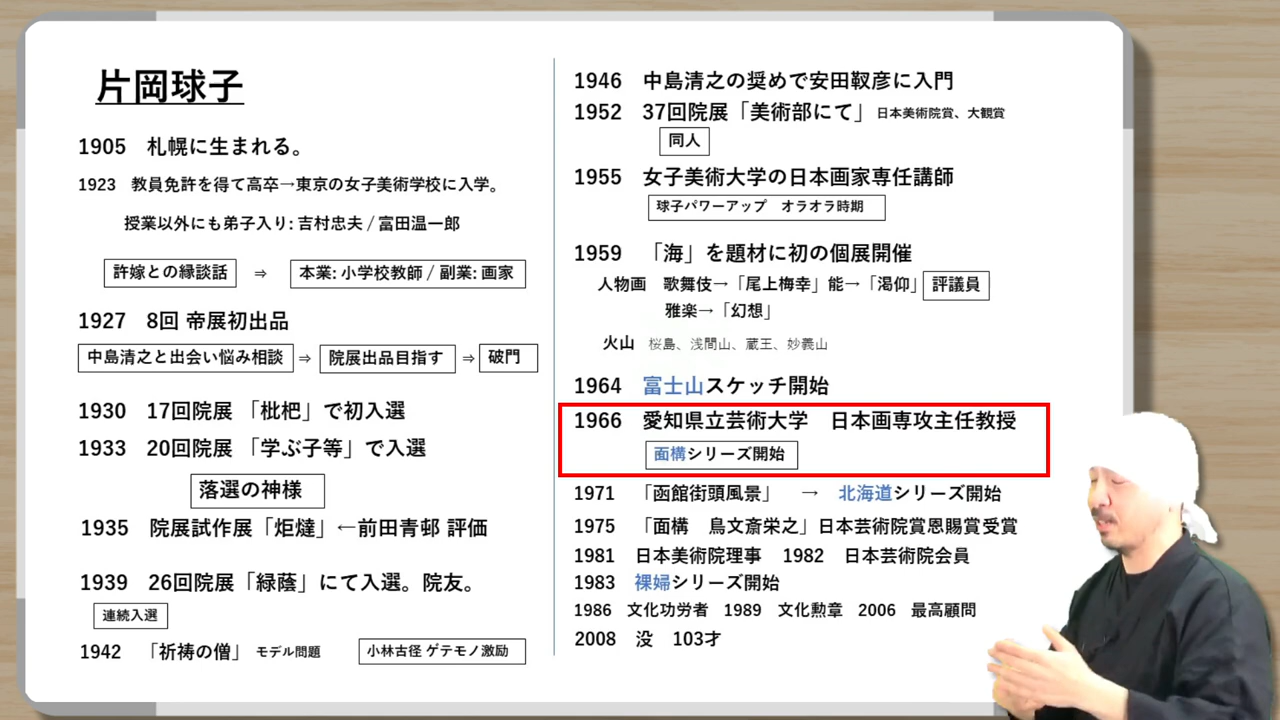 片岡球子
1905 札幌に生まれる。
1923 教員免許を得て高卒→東京の女子美術学校に入学。
授業以外にも弟子入り: 吉村忠夫 / 富田温一郎
許嫁との縁談話 ⇒ 本業: 小学校教師 / 副業: 画家
1927 8回 帝展初出品
中島清之と出会い悩み相談 ⇒ 院展出品目指す ⇒ 破門
1930 17回院展 「枇杷」で初入選
1933 20回院展 「学ぶ子等」で入選
落選の神様
1935 院展試作展「炬燵」←前田青邨 評価
1939 26回院展「緑蔭」にて入選。院友。
連続入選
1942 「祈祷の僧」 モデル問題 小林古径 ゲテモノ激励
1946 中島清之の奨めで安田靫彦に入門
1952 37回院展「美術部にて」 日本美術院賞、大観賞
同人
1955 女子美術大学の日本画家専任講師
球子パワーアップ オラオラ時期
1959 「海」を題材に初の個展開催
人物画 歌舞伎→「尾上梅幸」能→「渇仰」 評議員
雅楽→「幻想」
火山 桜島、浅間山、蔵王、妙義山
1964 富士山スケッチ開始
1966 愛知県立芸術大学 日本画専攻主任教授
面構シリーズ開始
1971 「函館街頭風景」 → 北海道シリーズ開始
1975 「面構 鳥文斎栄之」日本芸術院賞恩賜賞受賞
1981 日本美術院理事 1982 日本芸術院会員
1983 裸婦シリーズ開始
1986 文化功労者 1989 文化勲章 2006 最高顧問
2008 没 103才